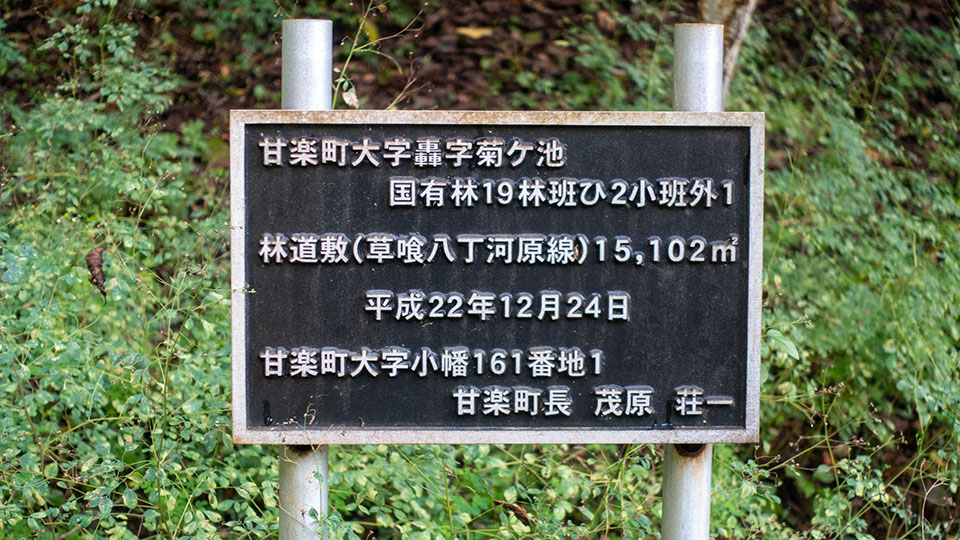 甘楽町大字轟字菊ケ池
国有林19林班ひ2小班外1
林道敷(草喰八丁河原線)15,102㎡
平成22年12月24日
甘楽町大字小幡161番地1
甘楽町長 茂原 荘一